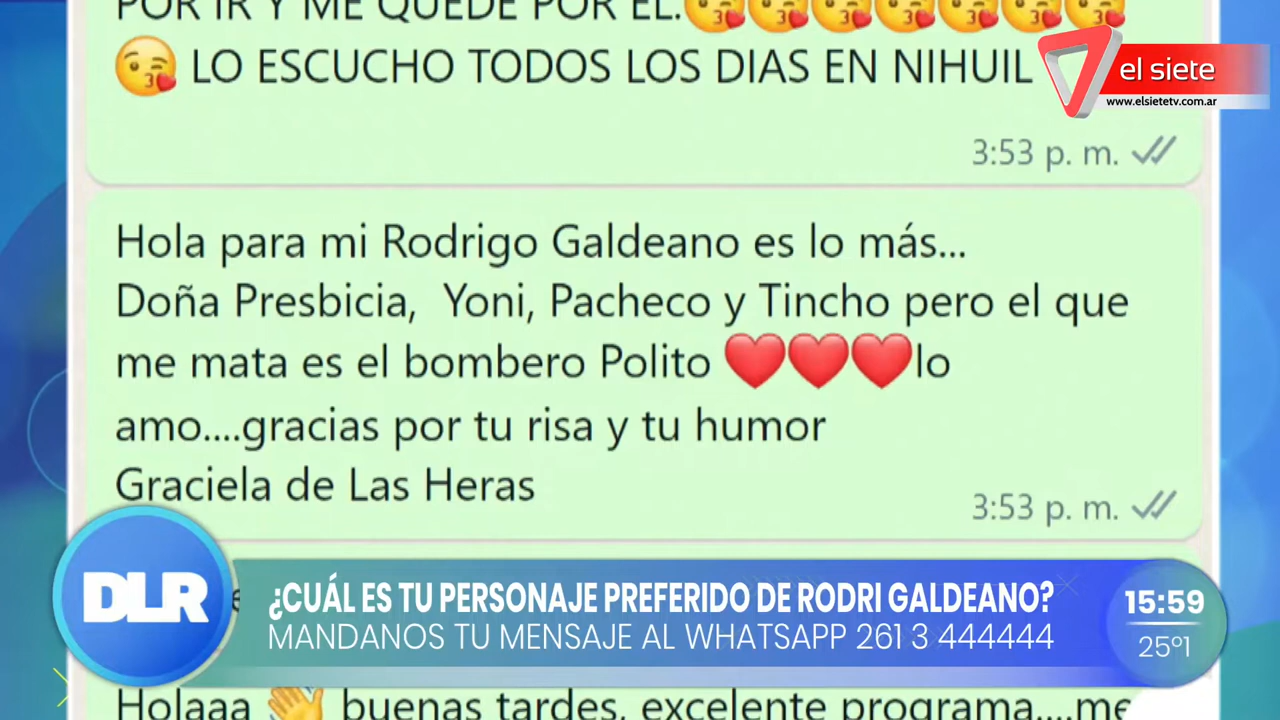 POR IR Y ME QUEDE POR EL.😘😘😘😘😘😘😘
😘 LO ESCUCHO TODOS LOS DIAS EN NIHUIL
el siete
www.elsietetv.com.ar
3:53 p. m.
Hola para mi Rodrigo Galdeano es lo más...
Doña Presbicia, Yoni, Pacheco y Tincho pero el que
me mata es el bombero Polito ❤️❤️❤️lo
amo....gracias por tu risa y tu humor
Graciela de Las Heras
3:53 p. m.
DLR
¿CUÁL ES TU PERSONAJE PREFERIDO DE RODRI GALDEANO?
MANDANOS TU MENSAJE AL WHATSAPP 261 3 444444
15:59
25º1
Holaaa 👋 buenas tardes, excelente programa....me